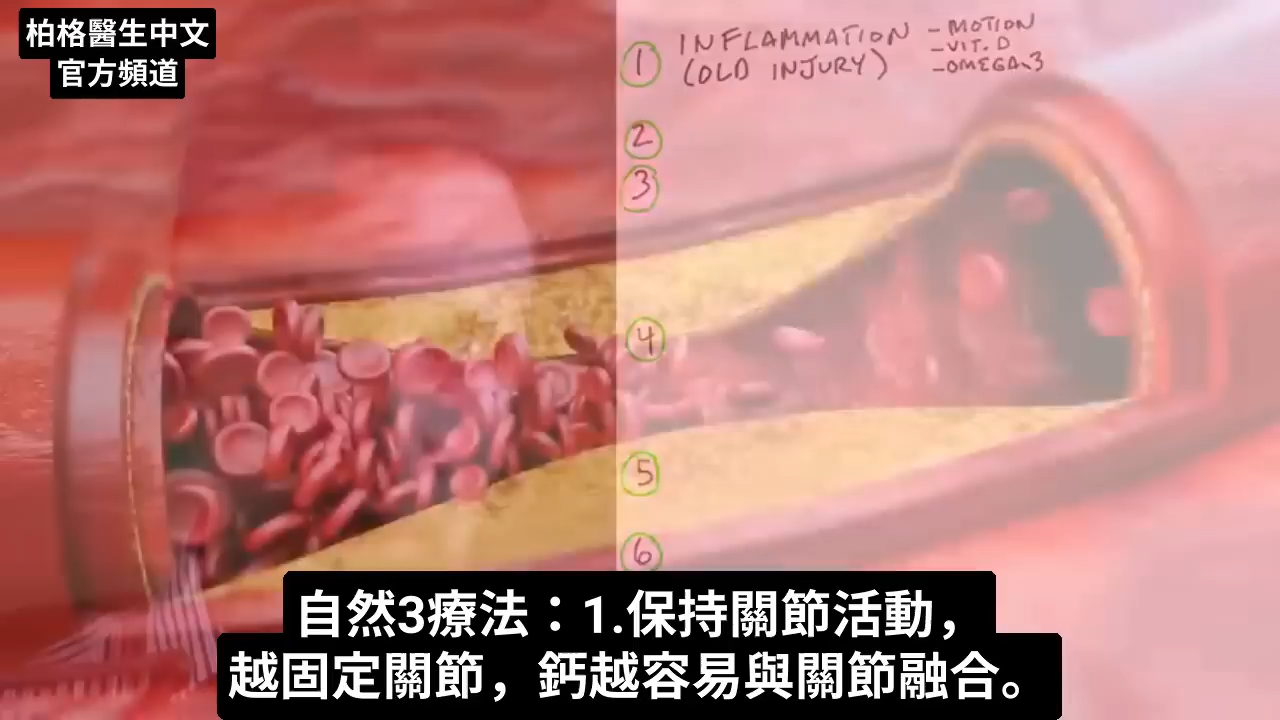 柏格醫生中文
官方頻道
① INFLAMMATION - MOTION
(OLD INJURY) - VIT. D
- OMEGA-3
②
③
④
⑤
⑥
自然3療法：1.保持關節活動，
越固定關節，鈣越容易與關節融合。